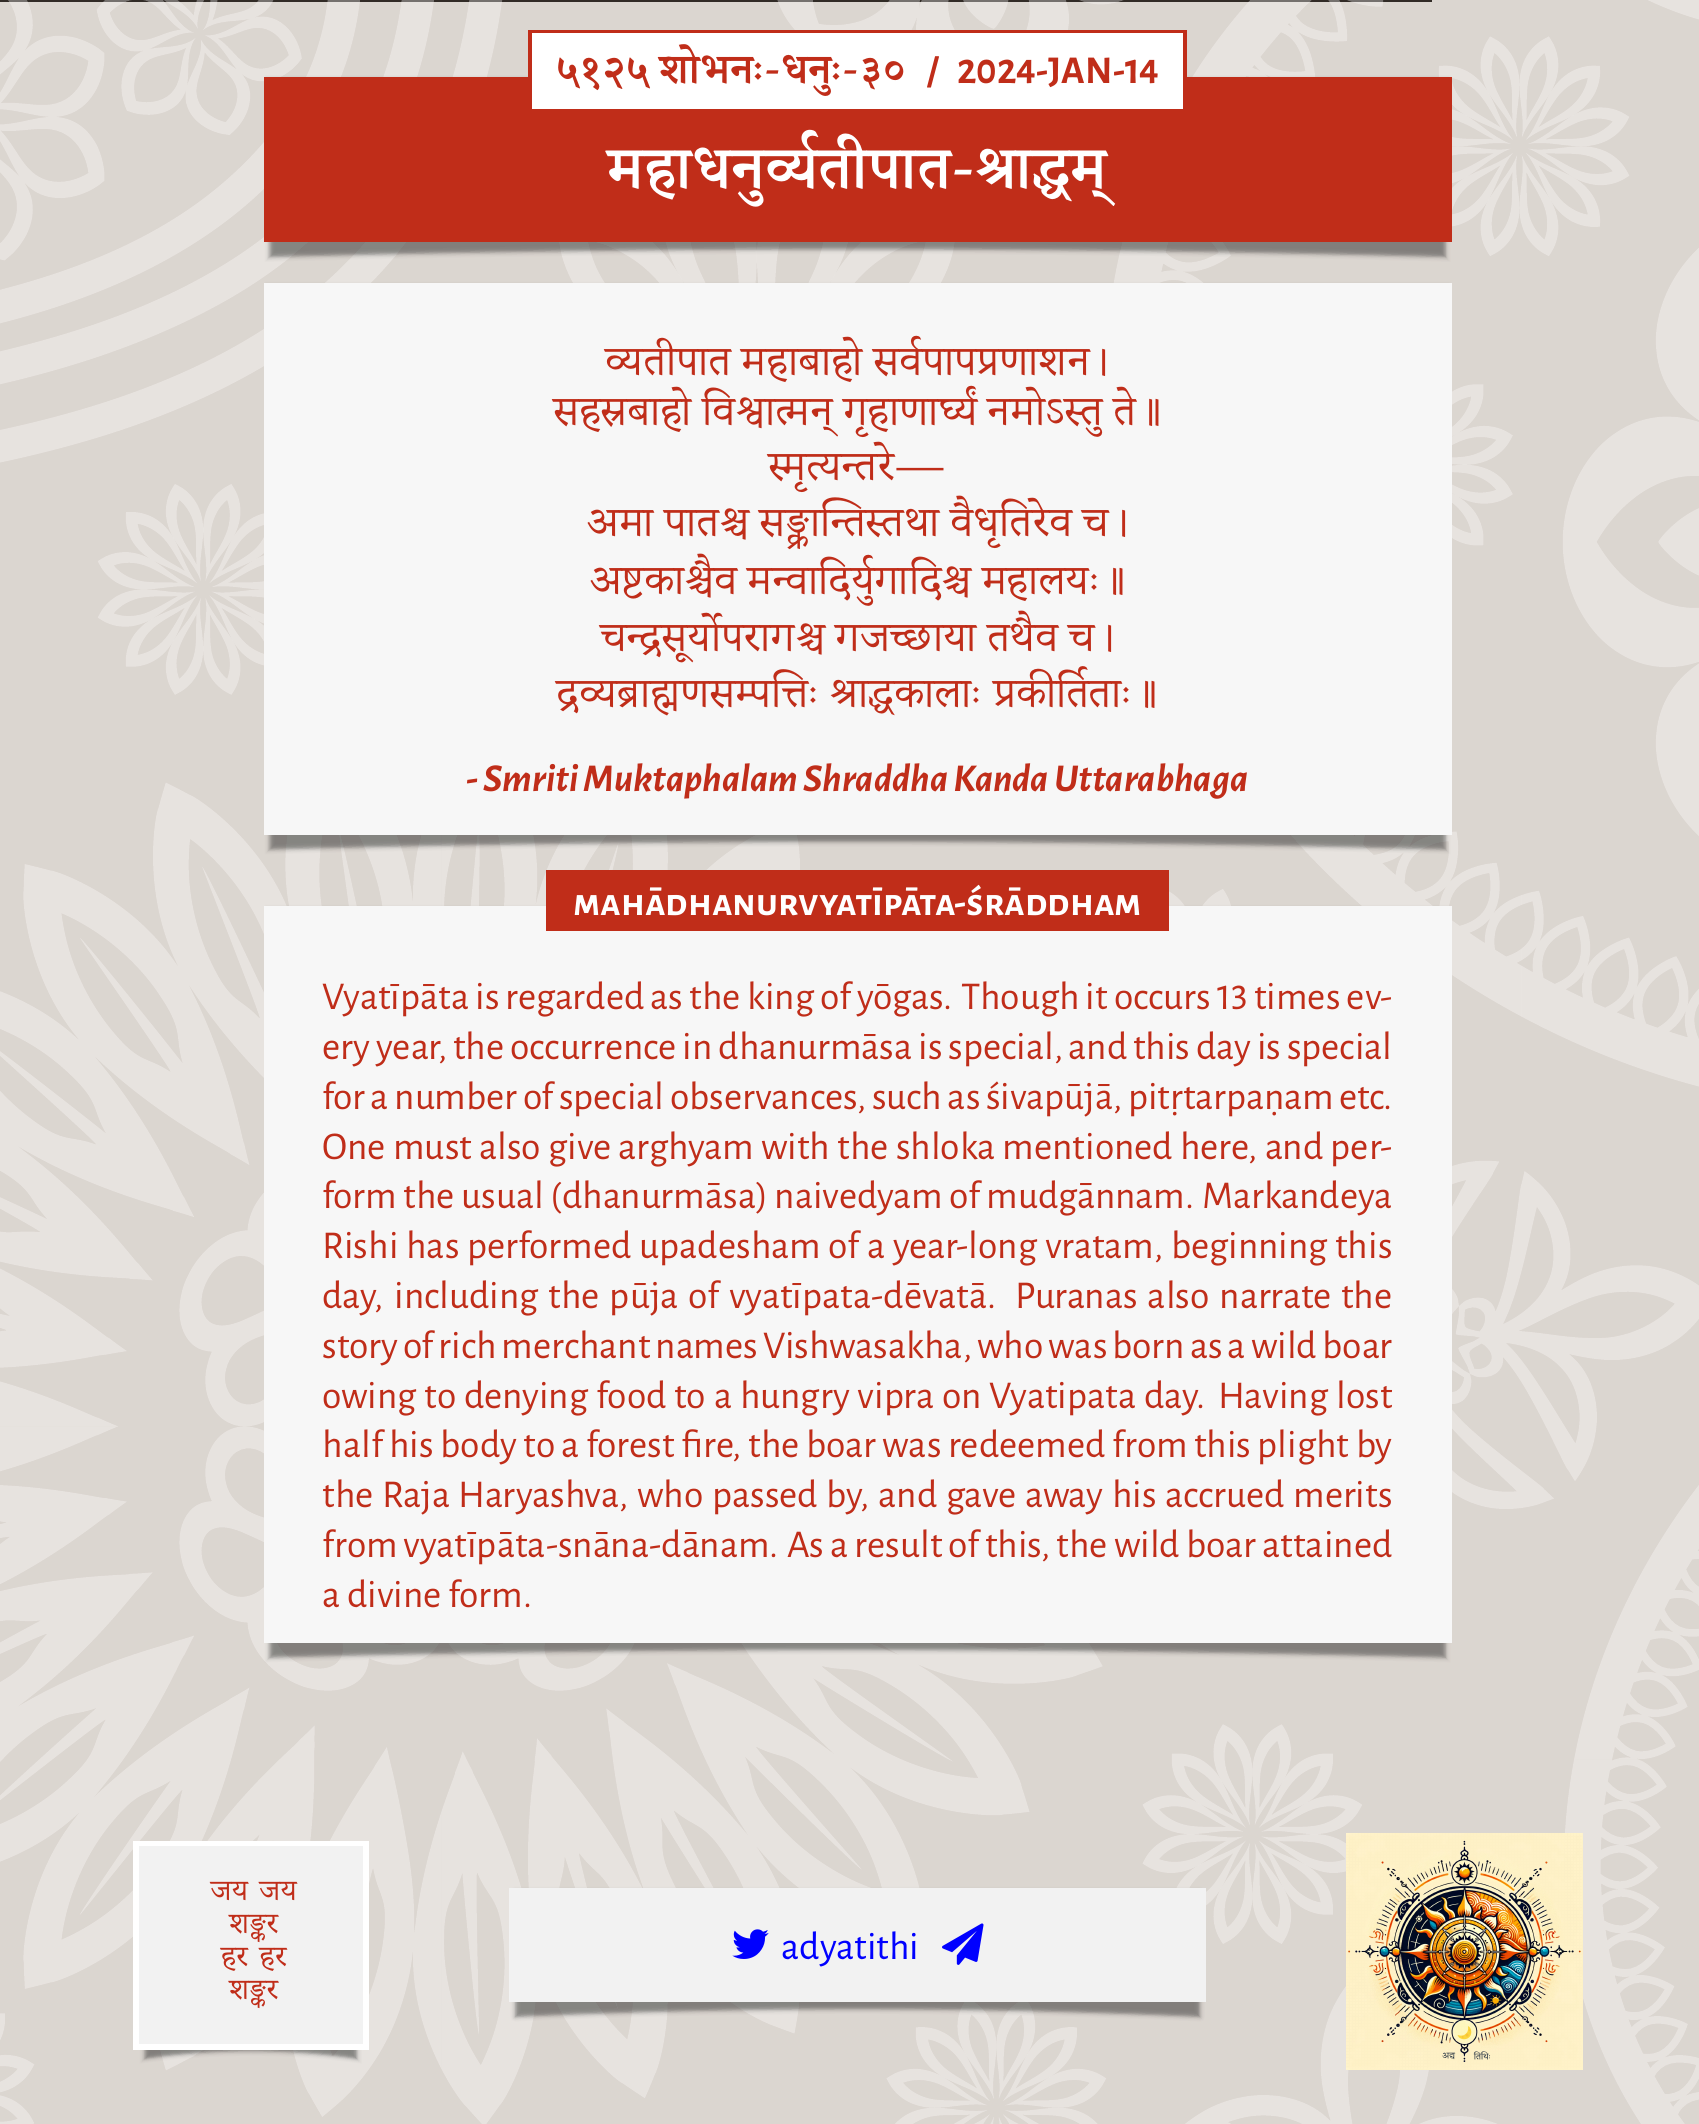 ५१२५ शोभनः-धनुः-३० / 2024-JAN-14
महाधनुर्व्यतीपात-श्राद्धम्
व्यतीपात महाबाहो सर्वपापप्रणाशन।
सहस्रबाहो विश्वात्मन् गृहाणार्घ्यं नमोऽस्तु ते॥
स्मृत्यन्तरे—
अमा पातश्च सङ्क्रान्तिस्तथा वैधृतिरेव च।
अष्टकाश्चैव मन्वादिर्युगादिश्च महालयः॥
चन्द्रसूर्योपरागश्च गजच्छाया तथैव च।
द्रव्यब्राह्मणसम्पत्तिः श्राद्धकालाः प्रकीर्तिताः॥
- Smriti Muktaphalam Shraddha Kanda Uttarabhaga
MAHĀDHANURVYATĪPĀTA-ŚRĀDDHAM
Vyatīpāta is regarded as the king of yōgas. Though it occurs 13 times ev-
ery year, the occurrence in dhanurmāsa is special, and this day is special
for a number of special observances, such as śivapūjā, pitṛtarpaṇam etc.
One must also give arghyam with the shloka mentioned here, and per-
form the usual (dhanurmāsa) naivedyam of mudgānnam. Markandeya
Rishi has performed upadesham of a year-long vratam, beginning this
day, including the pūja of vyatīpata-dēvatā. Puranas also narrate the
story of rich merchant names Vishwasakha, who was born as a wild boar
owing to denying food to a hungry vipra on Vyatipata day. Having lost
half his body to a forest fire, the boar was redeemed from this plight by
the Raja Haryashva, who passed by, and gave away his accrued merits
from vyatīpāta-snāna-dānam. As a result of this, the wild boar attained
a divine form.
जय जय
शङ्कर
हर हर
शङ्कर
adyatithi
अद्य तिथिः